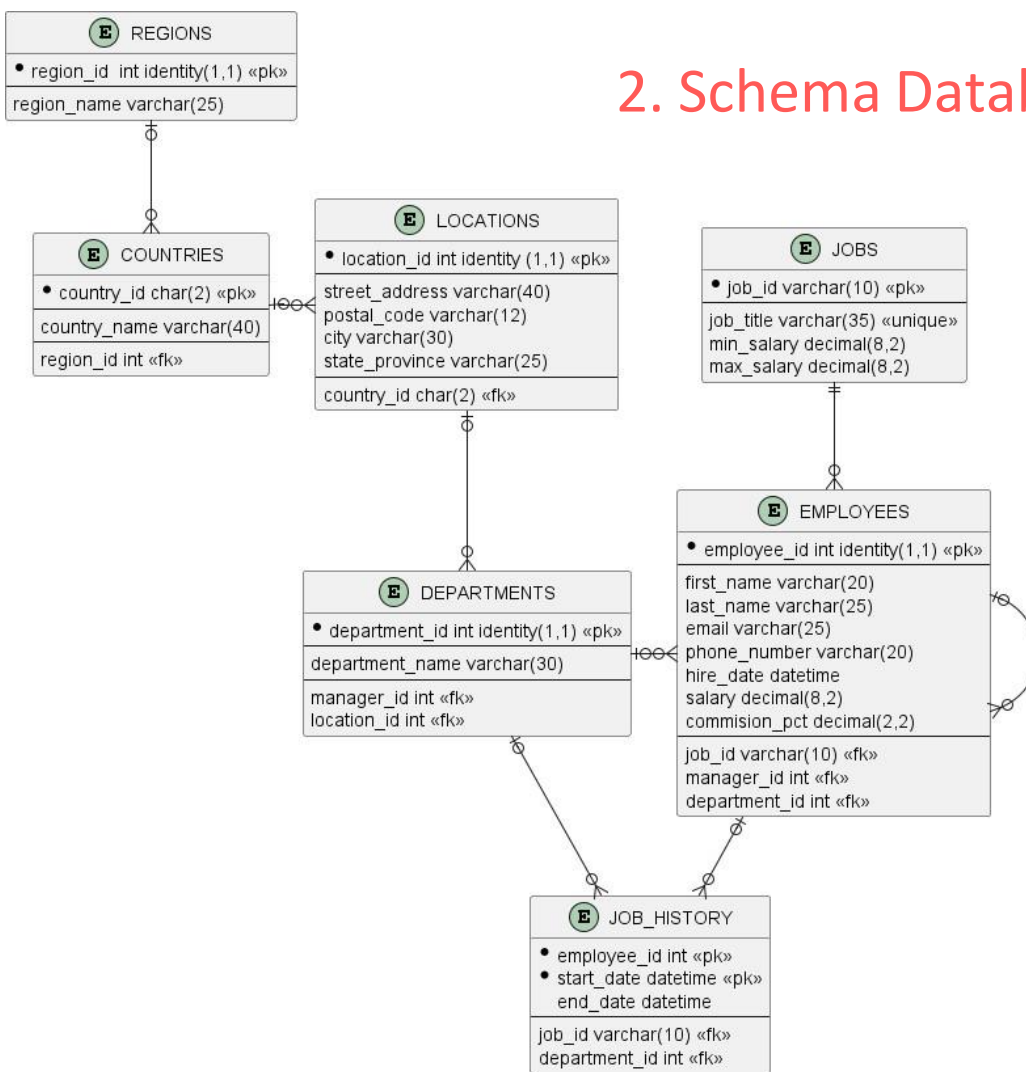 2. Schema Datal
E REGIONS
• region_id int identity(1,1) «pk»
region_name varchar(25)
E COUNTRIES
• country_id char(2) «pk»
country_name varchar(40)
region_id int «fk»
E LOCATIONS
• location_id int identity (1,1) «pk»
street_address varchar(40)
postal_code varchar(12)
city varchar(30)
state_province varchar(25)
country_id char(2) «fk»
E JOBS
• job_id varchar(10) «pk»
job_title varchar(35) «unique»
min_salary decimal(8,2)
max_salary decimal(8,2)
E DEPARTMENTS
• department_id int identity(1,1) «pk»
department_name varchar(30)
manager_id int «fk»
location_id int «fk»
E EMPLOYEES
• employee_id int identity(1,1) «pk»
first_name varchar(20)
last_name varchar(25)
email varchar(25)
phone_number varchar(20)
hire_date datetime
salary decimal(8,2)
commision_pct decimal(2,2)
job_id varchar(10) «fk»
manager_id int «fk»
department_id int «fk»
E JOB_HISTORY
• employee_id int «pk»
• start_date datetime «pk»
end_date datetime
job_id varchar(10) «fk»
department_id int «fk»